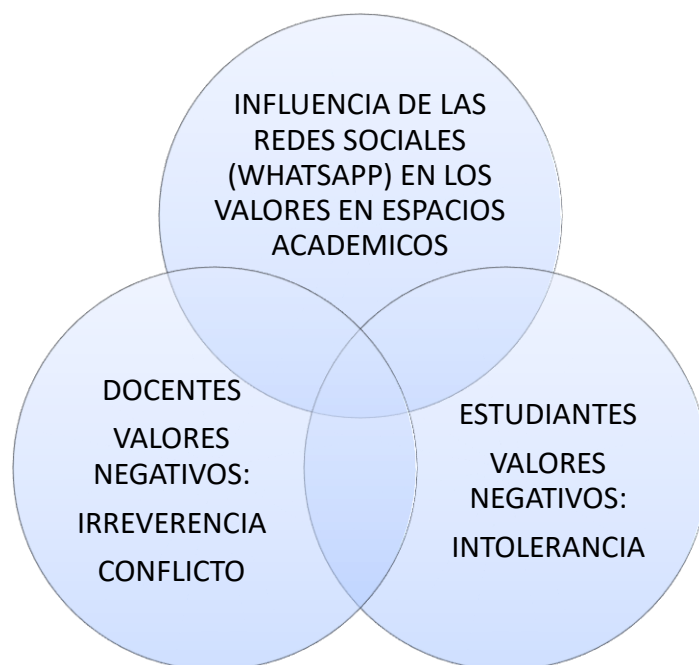 INFLUENCIA DE LAS
REDES SOCIALES
(WHATSAPP) EN LOS
VALORES EN ESPACIOS
ACADEMICOS
DOCENTES
VALORES
NEGATIVOS:
IRREVERENCIA
CONFLICTO
ESTUDIANTES
VALORES
NEGATIVOS:
INTOLERANCIA